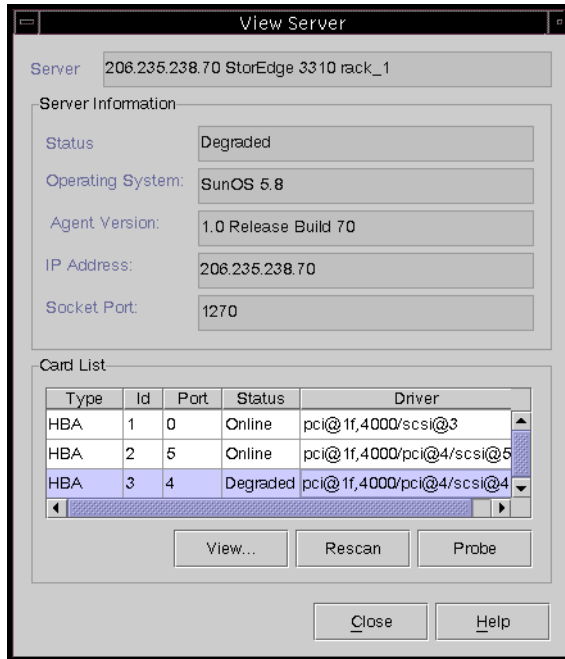 View Server
Server 206.235.238.70 StorEdge 3310 rack_1
Server Information
Status Degraded
Operating System: SunOS 5.8
Agent Version: 1.0 Release Build 70
IP Address: 206.235.238.70
Socket Port: 1270
Card List
Type Id Port Status Driver
HBA 1 0 Online pci@1f,4000/scsi@3
HBA 2 5 Online pci@1f,4000/pci@4/scsi@5
HBA 3 4 Degraded pci@1f,4000/pci@4/scsi@4
View... Rescan Probe
Close Help